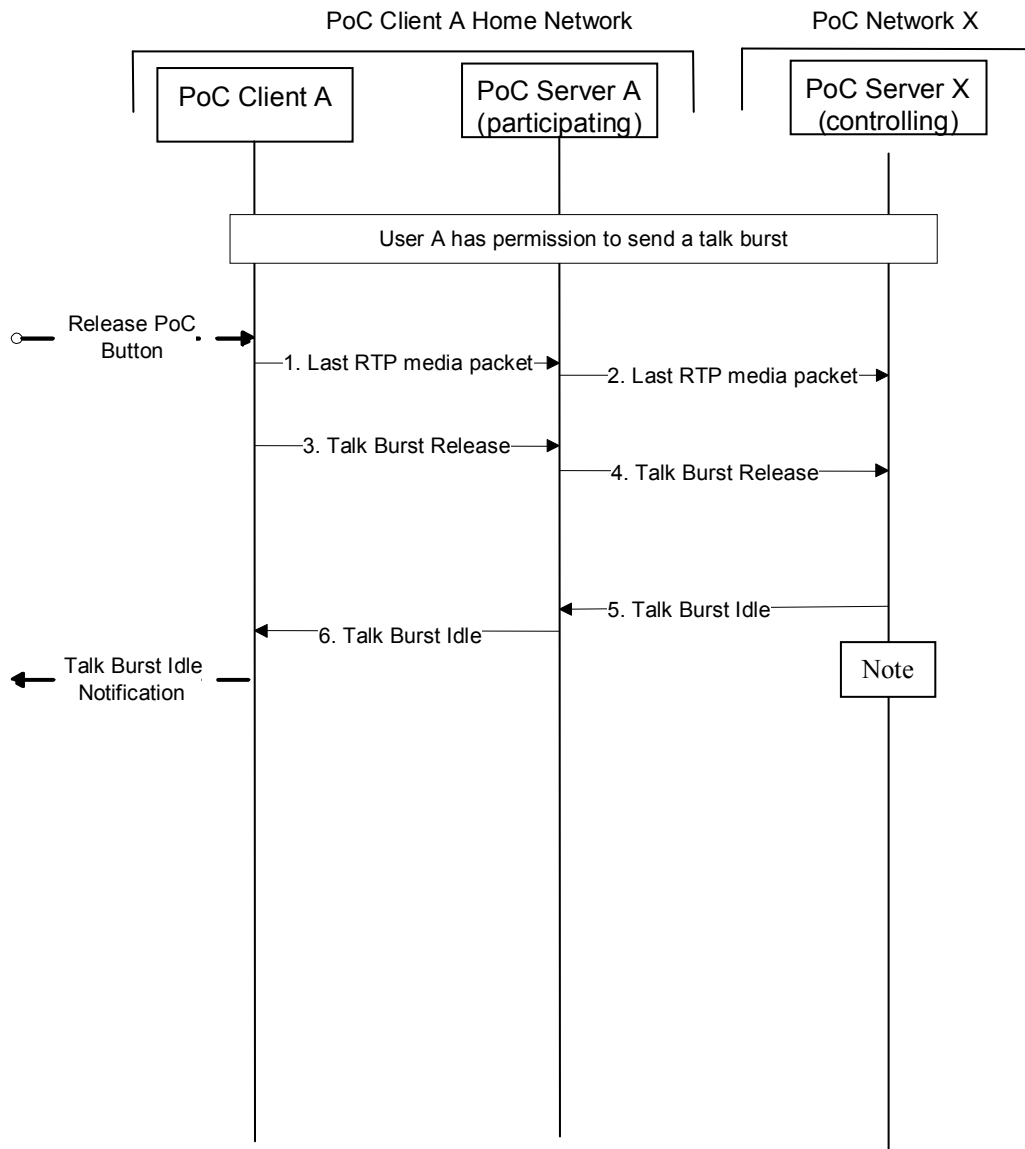 PoC Client A Home Network
PoC Network X
PoC Client A
PoC Server A
(participating)
PoC Server X
(controlling)
User A has permission to send a talk burst
Release PoC
Button
1. Last RTP media packet
2. Last RTP media packet
3. Talk Burst Release
4. Talk Burst Release
5. Talk Burst Idle
6. Talk Burst Idle
Talk Burst Idle
Notification
Note